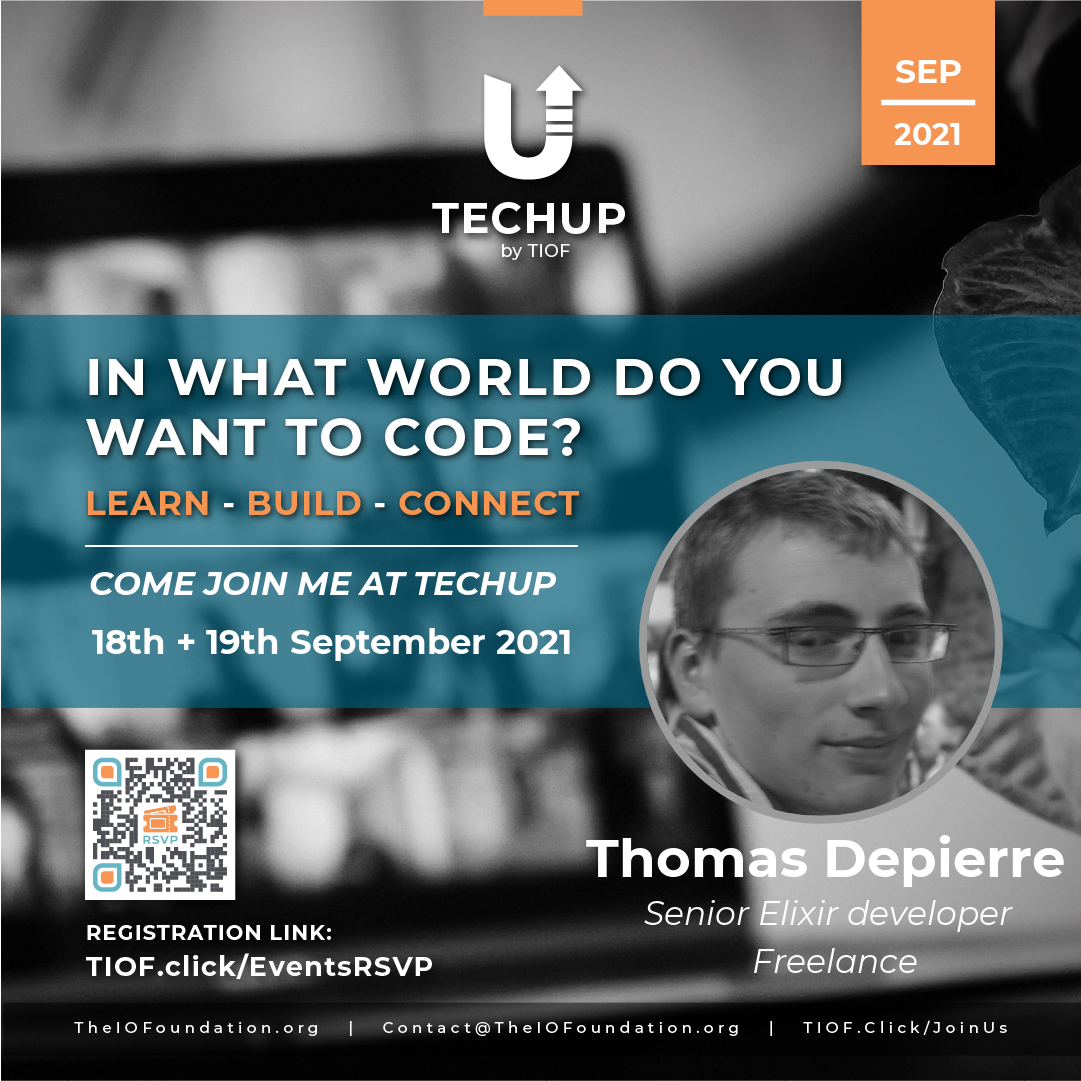 SEP
2021
TECHUP
by TIOF
IN WHAT WORLD DO YOU
WANT TO CODE?
LEARN - BUILD - CONNECT
COME JOIN ME AT TECHUP
18th + 19th September 2021
RSVP
REGISTRATION LINK:
TIOF.click/EventsRSVP
Thomas Depierre
Senior Elixir developer
Freelance
TheIOFoundation.org | Contact@TheIOFoundation.org | TIOF.Click/JoinUs